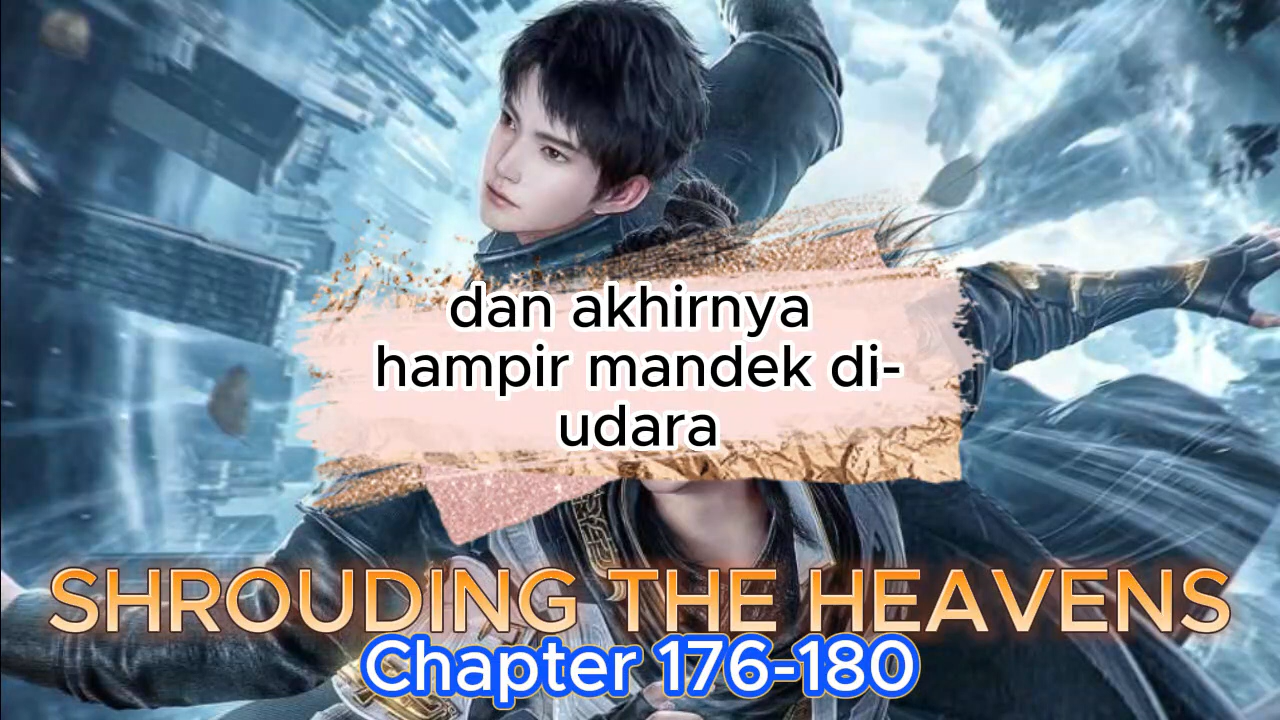 dan akhirnya
hampir mandek di-
udara
SHROUDING THE HEAVENS
Chapter 176-180